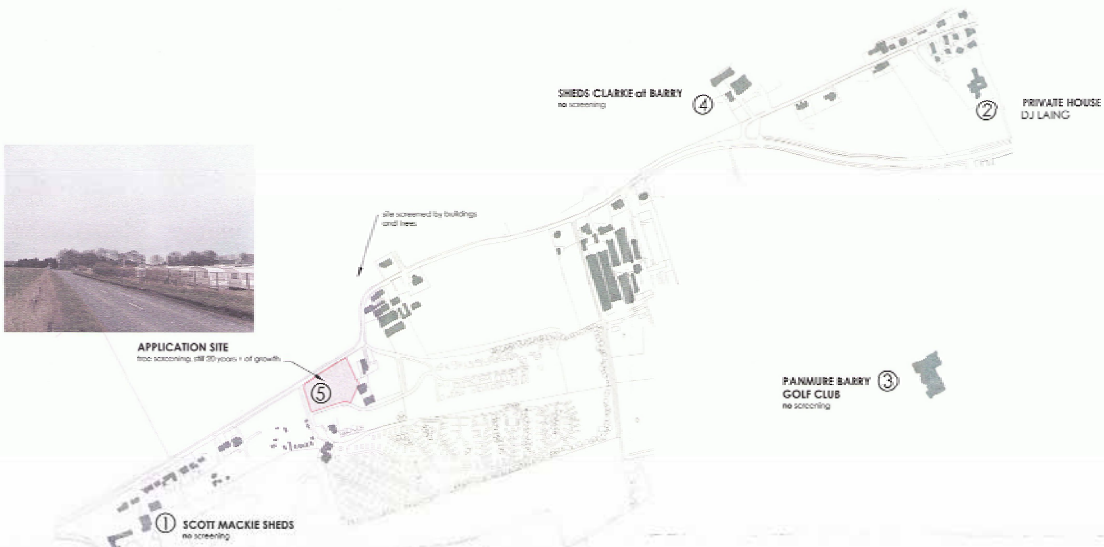 SHEDS CLARKE at BARRY
no screening
④
②
PRIVATE HOUSE
DJ LAING
site screened by buildings
and trees.
APPLICATION SITE
tree screening, still 20 years + of growth
⑤
PANMURE BARRY
GOLF CLUB
no screening
③
① SCOTT MACKIE SHEDS
no screening